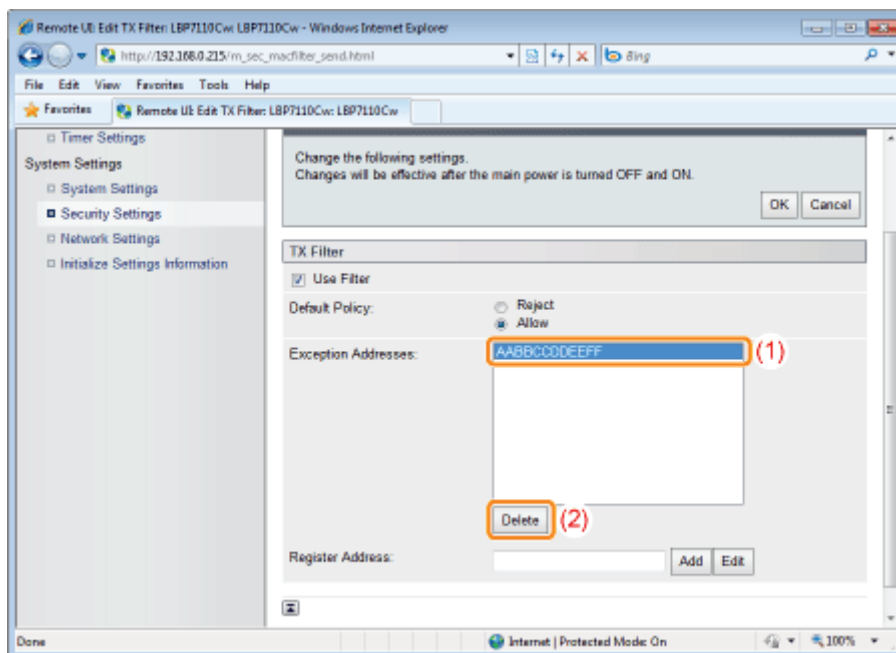 Remote UI: Edit TX Filter: LBP7110Cw: LBP7110Cw - Windows Internet Explorer
http://192.168.0.215/m_sec_macfilter_send.html
Bing
File Edit View Favorites Tools Help
Favorites
Remote UI: Edit TX Filter: LBP7110Cw: LBP7110Cw
Timer Settings
System Settings
System Settings
Security Settings
Network Settings
Initialize Settings Information
Change the following settings.
Changes will be effective after the main power is turned OFF and ON.
OK Cancel
TX Filter
Use Filter
Default Policy:
Reject
Allow
Exception Addresses:
AABBCCDDEEFF
(1)
Delete
(2)
Register Address:
Add Edit
Done
Internet | Protected Mode: On
100%